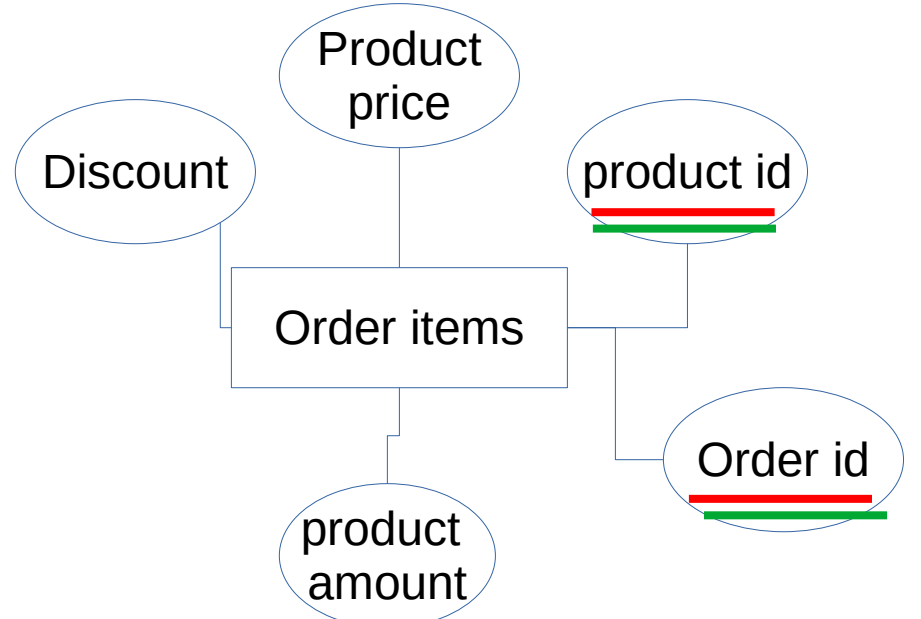 Product
price
Discount
product id
Order items
Order id
product
amount